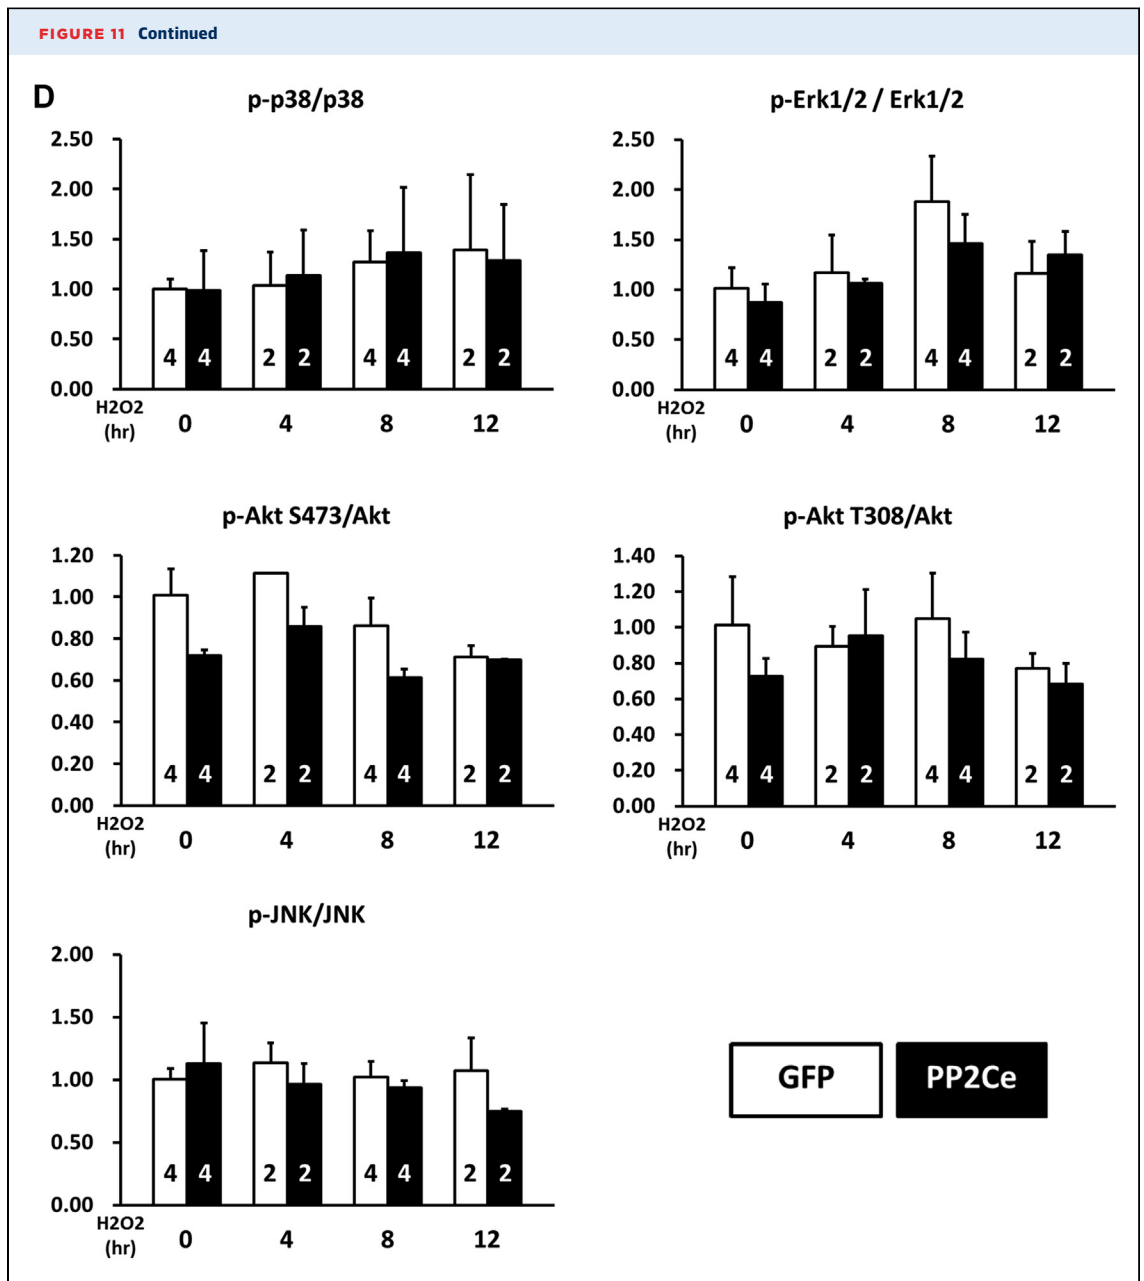 FIGURE 11 Continued
D
p-p38/p38
2.50
2.00
1.50
1.00
0.50
0.00
4 4 2 2 4 4 2 2
H2O2
(hr)
0 4 8 12
p-Erk1/2 / Erk1/2
2.50
2.00
1.50
1.00
0.50
0.00
4 4 2 2 4 4 2 2
H2O2
(hr)
0 4 8 12
p-Akt S473/Akt
1.20
1.00
0.80
0.60
0.40
0.20
0.00
4 4 2 2 4 4 2 2
H2O2
(hr)
0 4 8 12
p-Akt T308/Akt
1.40
1.20
1.00
0.80
0.60
0.40
0.20
0.00
4 4 2 2 4 4 2 2
H2O2
(hr)
0 4 8 12
p-JNK/JNK
2.00
1.50
1.00
0.50
0.00
4 4 2 2 4 4 2 2
H2O2
(hr)
0 4 8 12
GFP PP2Ce